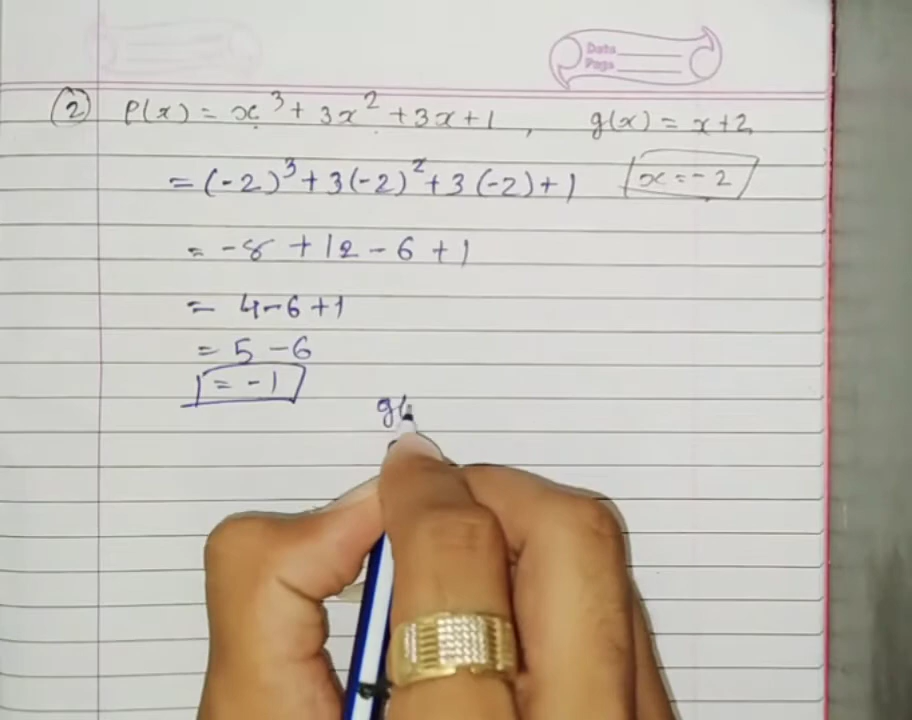 Date
Page
② P(x) = x³ + 3x² + 3x + 1 , g(x) = x + 2
= (-2)³ + 3(-2)² + 3(-2) + 1 x = -2
= -8 + 12 - 6 + 1
= 4 - 6 + 1
= 5 - 6
= -1
g(